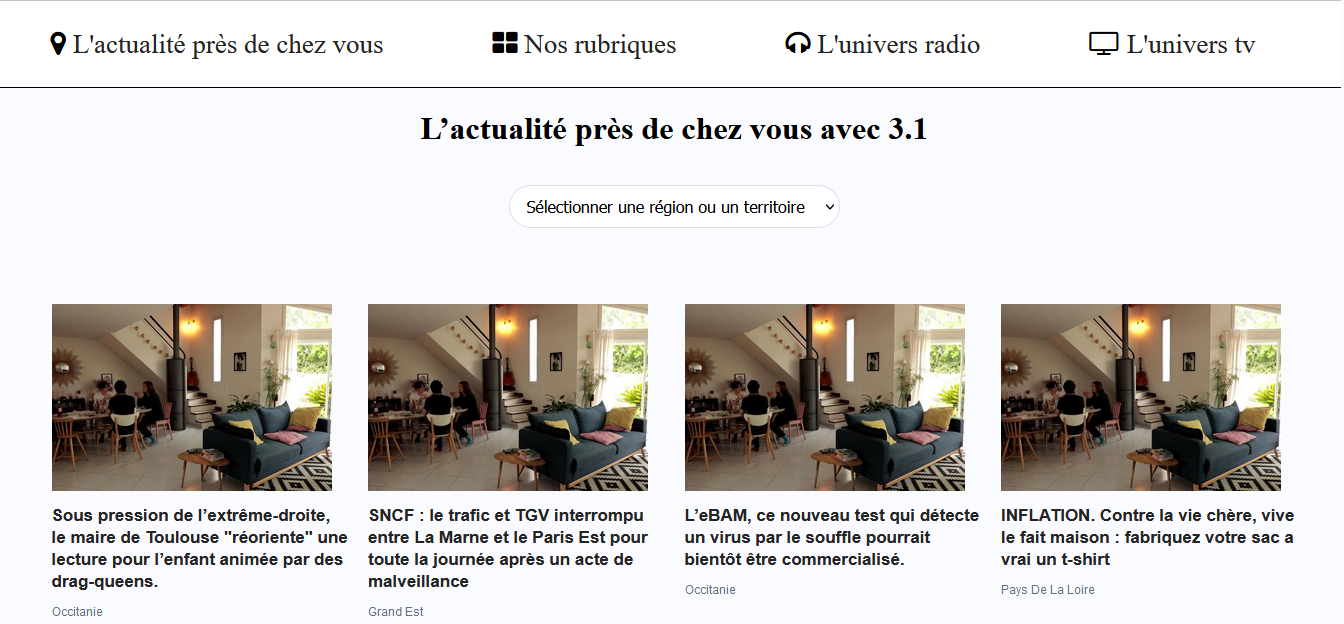 L'actualité près de chez vous
Nos rubriques
L'univers radio
L'univers tv
L’actualité près de chez vous avec 3.1
Sélectionner une région ou un territoire
Sous pression de l’extrême-droite,
le maire de Toulouse "réoriente" une
lecture pour l’enfant animée par des
drag-queens.
Occitanie
SNCF : le trafic et TGV interrompu
entre La Marne et le Paris Est pour
toute la journée après un acte de
malveillance
Grand Est
L’eBAM, ce nouveau test qui détecte
un virus par le souffle pourrait
bientôt être commercialisé.
Occitanie
INFLATION. Contre la vie chère, vive
le fait maison : fabriquez votre sac a
vrai un t-shirt
Pays De La Loire